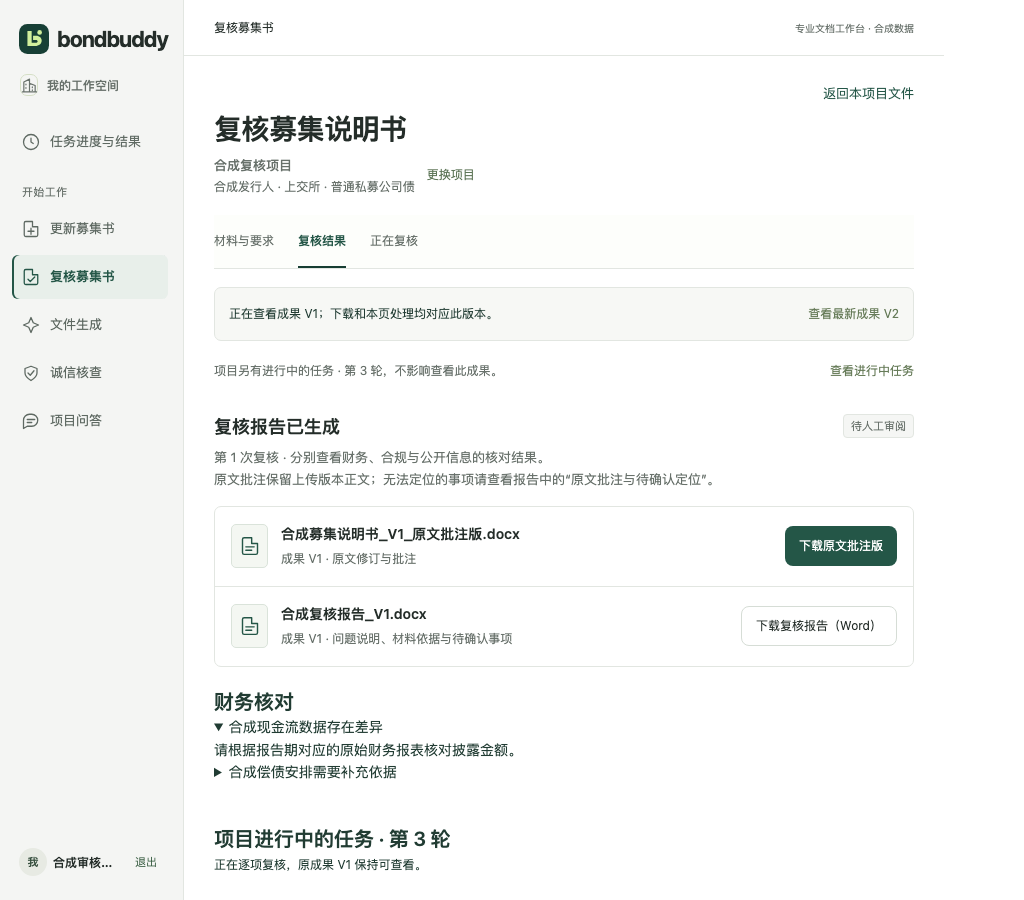 bondbuddy
我的工作空间
任务进度与结果
开始工作
更新募集书
复核募集书
文件生成
诚信核查
项目问答
我 合成审核... 退出
复核募集书
专业文档工作台 · 合成数据
返回本项目文件
复核募集说明书
合成复核项目
合成发行人 · 上交所 · 普通私募公司债
更换项目
材料与要求 复核结果 正在复核
正在查看成果 V1；下载和本页处理均对应此版本。
查看最新成果 V2
项目另有进行中的任务 · 第 3 轮，不影响查看此成果。
查看进行中任务
复核报告已生成
待人工审阅
第 1 次复核 · 分别查看财务、合规与公开信息的核对结果。
原文批注保留上传版本正文；无法定位的事项请查看报告中的“原文批注与待确认定位”。
合成募集说明书_V1_原文批注版.docx
成果 V1 · 原文修订与批注
下载原文批注版
合成复核报告_V1.docx
成果 V1 · 问题说明、材料依据与待确认事项
下载复核报告（Word）
财务核对
合成现金流数据存在差异
请根据报告期对应的原始财务报表核对披露金额。
合成偿债安排需要补充依据
项目进行中的任务 · 第 3 轮
正在逐项复核，原成果 V1 保持可查看。